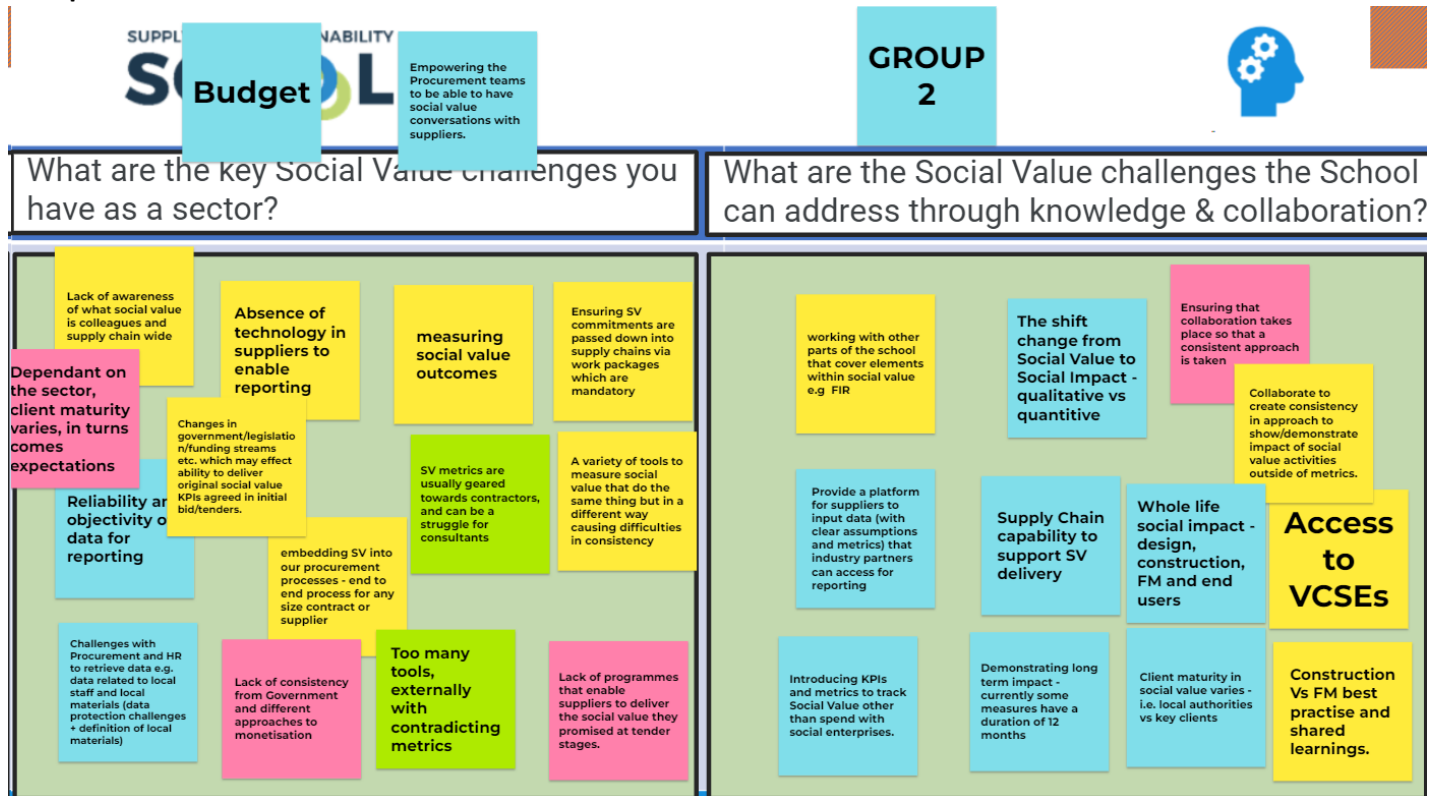 SUPPL
NABILITY
S
L
Budget
Empowering the
Procurement teams
to be able to have
social value
conversations with
suppliers.
GROUP
2
What are the key Social Value challenges you
have as a sector?
What are the Social Value challenges the School
can address through knowledge & collaboration?
Lack of awareness
of what social value
is colleagues and
supply chain wide
Absence of
technology in
suppliers to
enable
reporting
measuring
social value
outcomes
Ensuring SV
commitments are
passed down into
supply chains via
work packages
which are
mandatory
Dependant on
the sector,
client maturity
varies, in turns
comes
expectations
Changes in
government/legislatio
n/funding streams
etc. which may effect
ability to deliver
original social value
KPIs agreed in initial
bid/tenders.
SV metrics are
usually geared
towards contractors,
and can be a
struggle for
consultants
A variety of tools to
measure social
value that do the
same thing but in a
different way
causing difficulties
in consistency
Reliability an
objectivity o
data for
reporting
embedding SV into
our procurement
processes - end to
end process for any
size contract or
supplier
Challenges with
Procurement and HR
to retrieve data e.g.
data related to local
staff and local
materials (data
protection challenges
+ definition of local
materials)
Lack of consistency
from Government
and different
approaches to
monetisation
Too many
tools,
externally
with
contradicting
metrics
Lack of programmes
that enable
suppliers to deliver
the social value they
promised at tender
stages.
working with other
parts of the school
that cover elements
within social value
e.g FIR
The shift
change from
Social Value to
Social Impact -
qualitative vs
quantitive
Ensuring that
collaboration takes
place so that a
consistent approach
is taken
Collaborate to
create consistency
in approach to
show/demonstrate
impact of social
value activities
outside of metrics.
Provide a platform
for suppliers to
input data (with
clear assumptions
and metrics) that
industry partners
can access for
reporting
Supply Chain
capability to
support SV
delivery
Whole life
social impact -
design,
construction,
FM and end
users
Access
to
VCSEs
Introducing KPIs
and metrics to track
Social Value other
than spend with
social enterprises.
Demonstrating long
term impact -
currently some
measures have a
duration of 12
months
Client maturity in
social value varies -
i.e. local authorities
vs key clients
Construction
Vs FM best
practise and
shared
learnings.